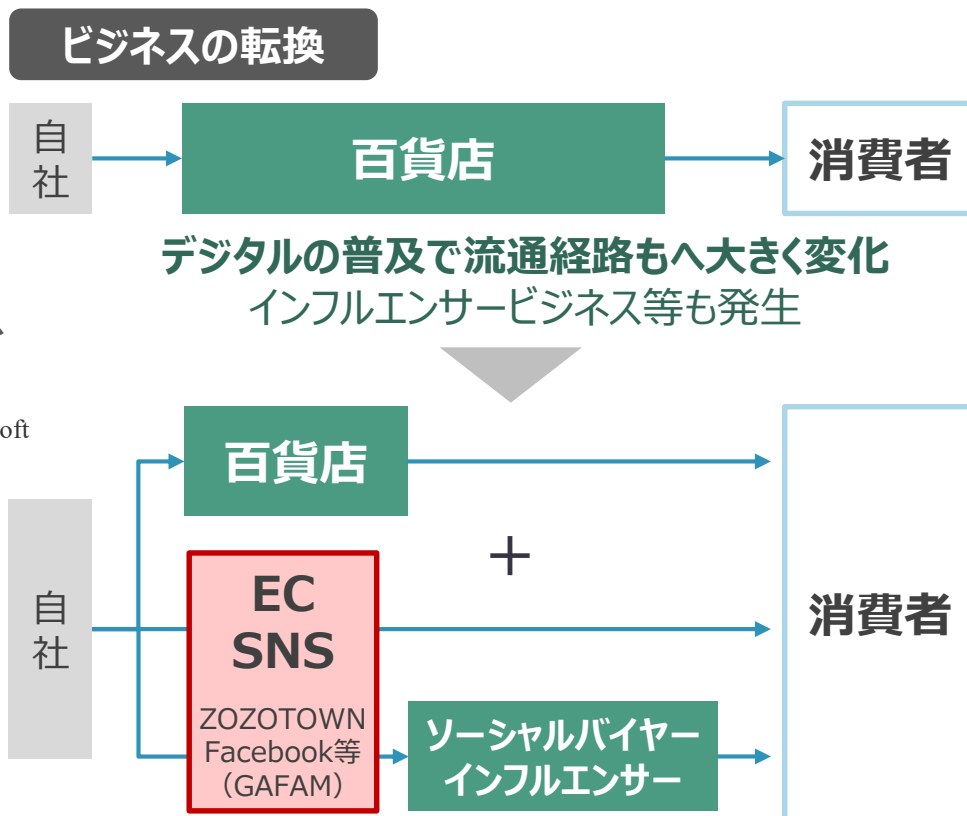 ビジネスの転換
自
社
百貨店
消費者
デジタルの普及で流通経路もへ大きく変化
インフルエンサービジネス等も発生
、
oft
百貨店
+
自
社
EC
SNS
ZOZOTOWN
Facebook等
（GAFAM）
ソーシャルバイヤー
インフルエンサー
消費者